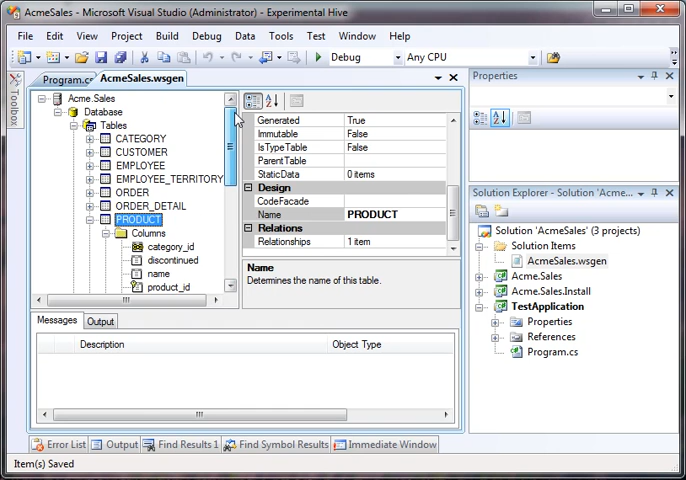 AcmeSales - Microsoft Visual Studio (Administrator) - Experimental Hive
File Edit View Project Build Debug Data Tools Test Window Help
Debug Any CPU
Toolbox
Program.cs AcmeSales.wsgen
Acme.Sales
Database
Tables
CATEGORY
CUSTOMER
EMPLOYEE
EMPLOYEE_TERRITORY
ORDER
ORDER_DETAIL
PRODUCT
Columns
category_id
discontinued
name
product_id
Generated True
Immutable False
IsTypeTable False
ParentTable
StaticData 0 items
Design
CodeFacade
Name PRODUCT
Relations
Relationships 1 item
Name
Determines the name of this table.
Messages Output
Description Object Type
Properties
Solution Explorer - Solution 'Acme...
Solution 'AcmeSales' (3 projects)
Solution Items
AcmeSales.wsgen
Acme.Sales
Acme.Sales.Install
TestApplication
Properties
References
Program.cs
Error List Output Find Results 1 Find Symbol Results Immediate Window
Item(s) Saved